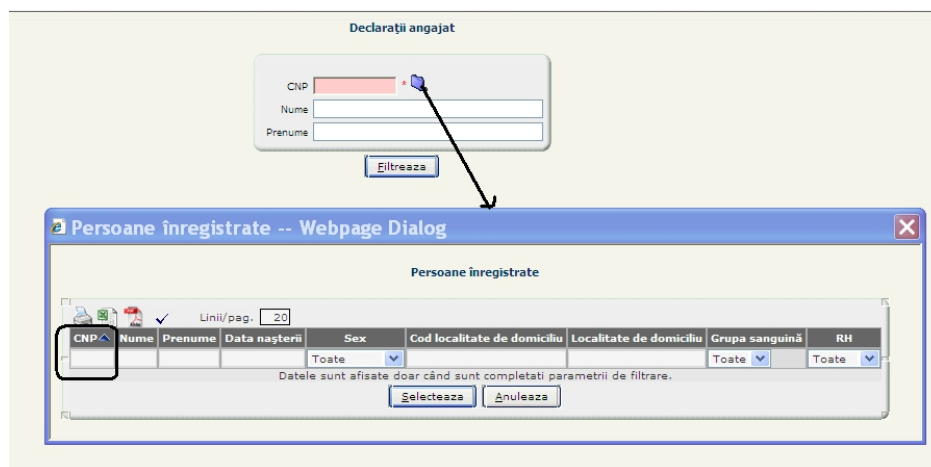 Declarații angajat
CNP *
Nume
Prenume
Filtreaza
Persoane înregistrate -- Webpage Dialog
Persoane înregistrate
Linii/pag. 20
CNP Nume Prenume Data nașterii Sex Cod localitate de domiciliu Localitate de domiciliu Grupa sanguină RH
Toate Toate Toate
Datele sunt afisate doar când sunt completati parametrii de filtrare.
Selecteaza Anuleaza